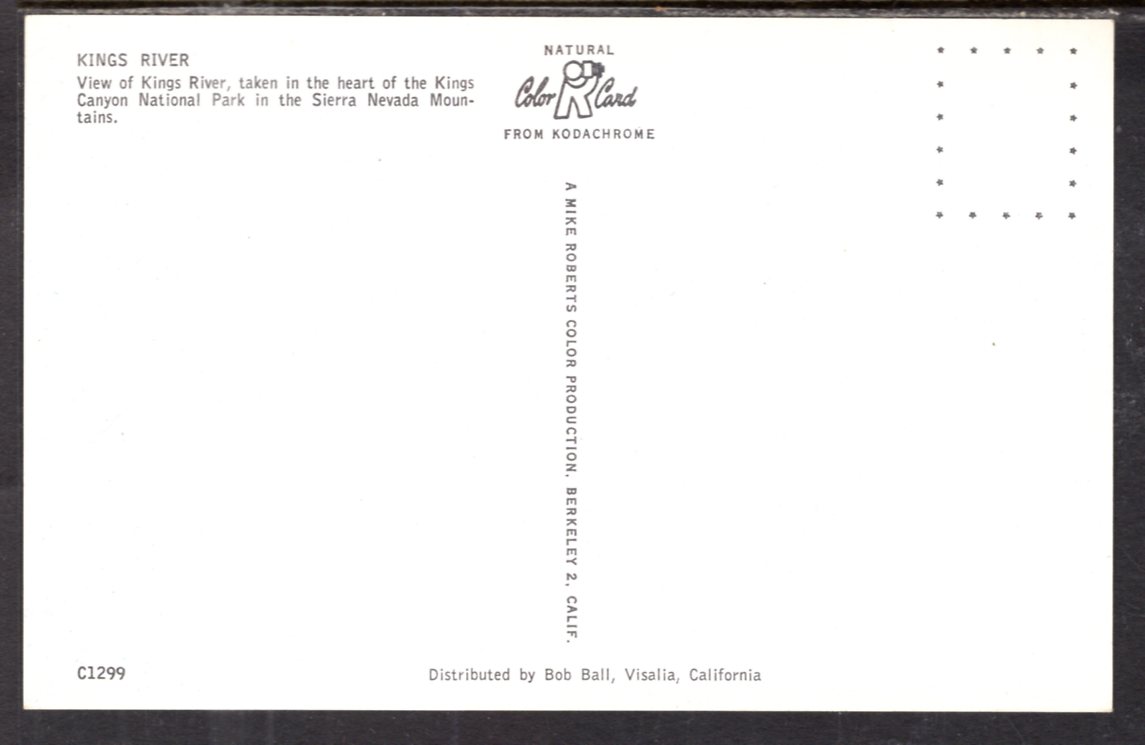 KINGS RIVER
View of Kings River, taken in the heart of the Kings
Canyon National Park in the Sierra Nevada Moun-
tains.
NATURAL
Color Card
FROM KODACHROME
A MIKE ROBERTS COLOR PRODUCTION, BERKELEY 2, CALIF.
C1299
Distributed by Bob Ball, Visalia, California